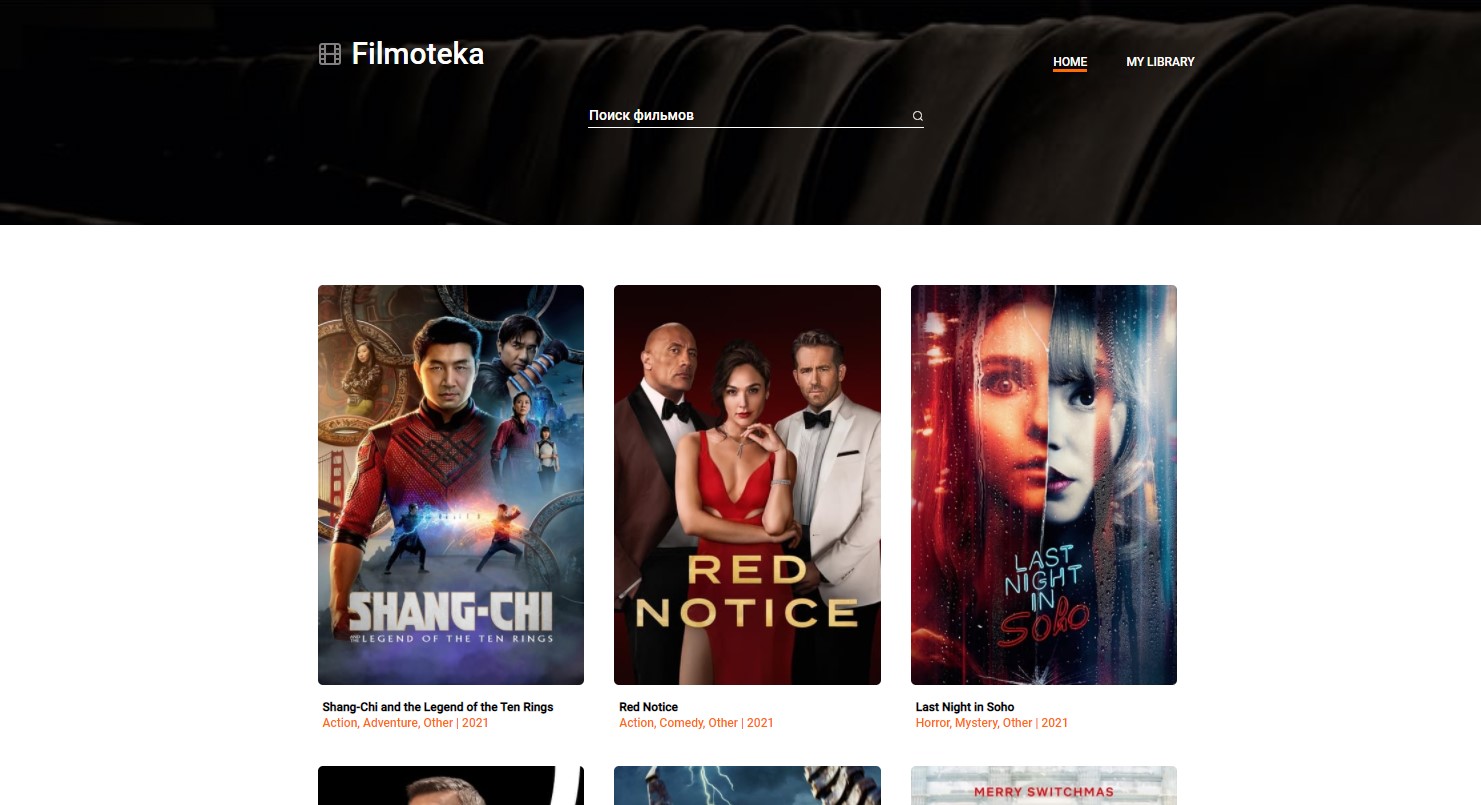 Filmoteka
HOME
MY LIBRARY
Поиск фильмов
SHANG-CHI
AND THE LEGEND OF THE TEN RINGS
RED
NOTICE
LAST
NIGHT
IN
Soho
Shang-Chi and the Legend of the Ten Rings
Action, Adventure, Other | 2021
Red Notice
Action, Comedy, Other | 2021
Last Night in Soho
Horror, Mystery, Other | 2021
MERRY SWITCHMAS